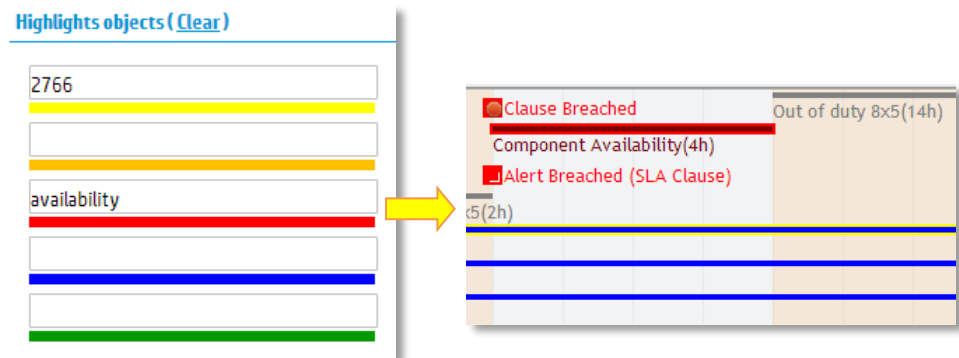 Highlights objects ( Clear )
2766
availability
Clause Breached
Out of duty 8x5(14h)
Component Availability(4h)
Alert Breached (SLA Clause)
x5(2h)